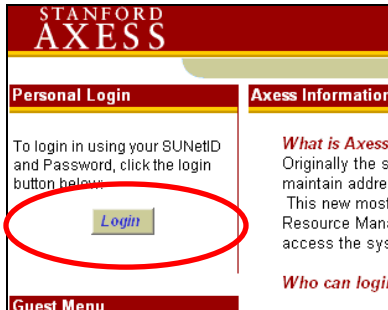 STANFORD
AXESS
Personal Login
To login in using your SUNetID
and Password, click the login
button below:
Login
Guest Menu
Axess Information
What is Axess
Originally the s
maintain addre
This new most
Resource Mana
access the sys
Who can login